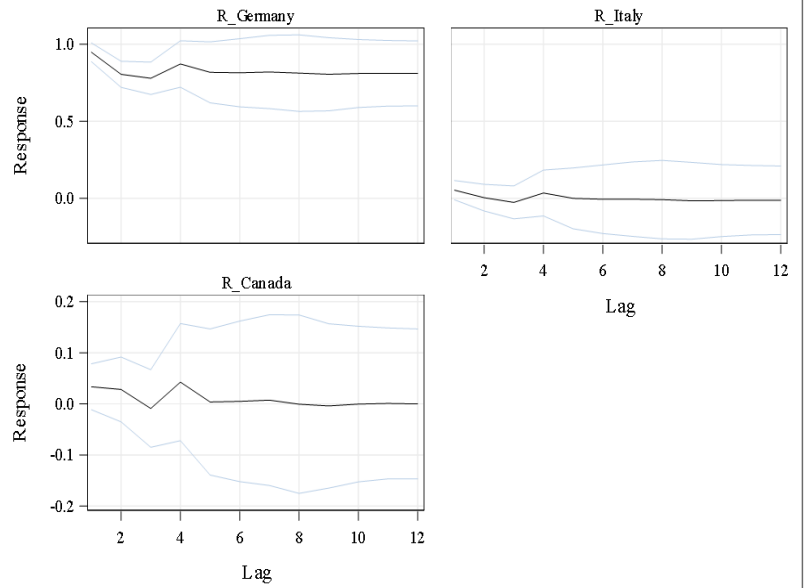 R_Germany
R_Italy
Response
1.0
0.5
0.0
2 4 6 8 10 12
Lag
R_Canada
Response
0.2
0.1
0.0
-0.1
-0.2
2 4 6 8 10 12
Lag